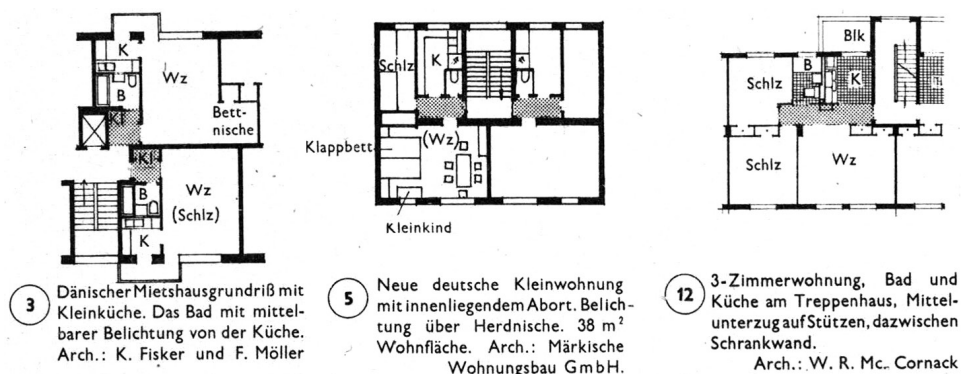 K
Wz
B
Kl
Bett-
nische
Kl
B
Wz
(Schlz)
K
3
Dänischer Mietshausgrundriß mit
Kleinküche. Das Bad mit mittel-
barer Belichtung von der Küche.
Arch.: K. Fisker und F. Möller
Schlz
K
Klappbett
(Wz)
Kleinkind
5
Neue deutsche Kleinwohnung
mit innenliegendem Abort. Belich-
tung über Herdnische. 38 m²
Wohnfläche. Arch.: Märkische
Wohnungsbau GmbH.
Blk
Schlz
B
K
Schlz
Wz
12
3-Zimmerwohnung, Bad und
Küche am Treppenhaus, Mittel-
unterzug auf Stützen, dazwischen
Schrankwand.
Arch.: W. R. Mc. Cornack